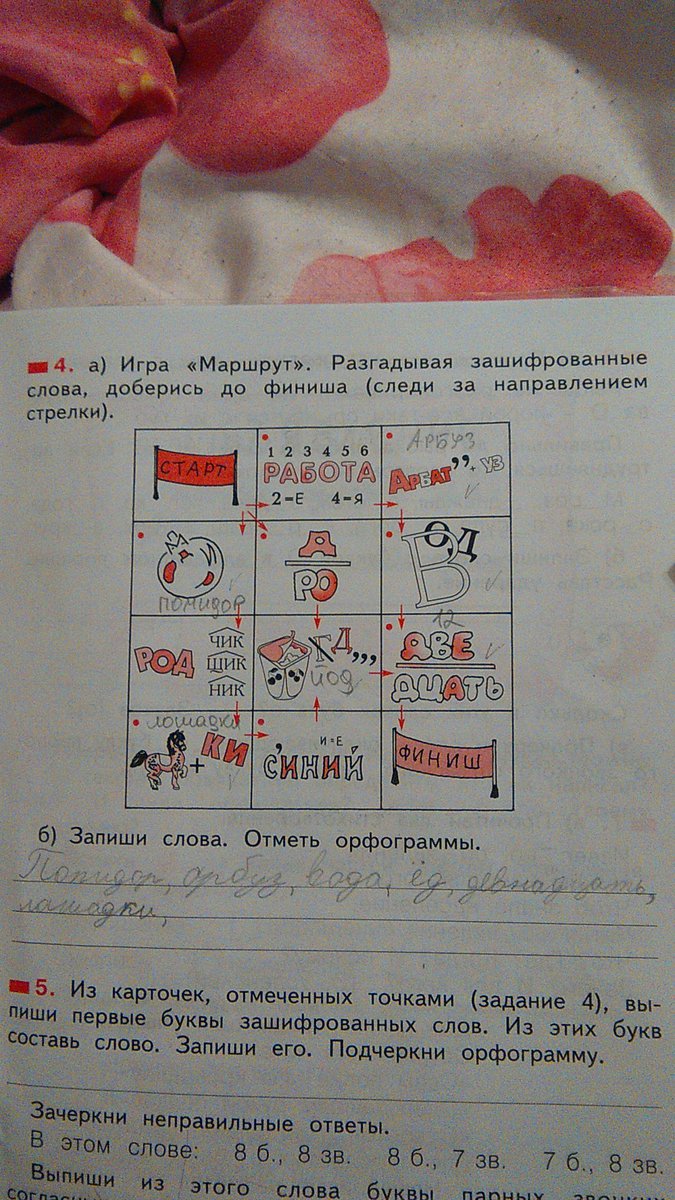 4. а) Игра «Маршрут». Разгадывая зашифрованные
слова, доберись до финиша (следи за направлением
стрелки).
СТАРТ
1 2 3 4 5 6
РАБОТА
2=Е 4=Я
АРБУЗ
АРБАТ,, + УЗ
ПОМИДОР
А
РО
В ОД
РОД
ЧИК
ЩИК
НИК
ГД,,,
йод
12
ДВЕ
ДЦАТЬ
лошадки
+ КИ
И=Е
С'ИНИЙ
ФИНИШ
б) Запиши слова. Отметь орфограммы.
Помидор, арбуз, вода, ёд, девнадцать,
лошадки,
5. Из карточек, отмеченных точками (задание 4), вы-
пиши первые буквы зашифрованных слов. Из этих букв
составь слово. Запиши его. Подчеркни орфограмму.
Зачеркни неправильные ответы.
В этом слове: 8 б., 8 зв. 8 б., 7 зв. 7 б., 8 зв.
Выпиши из этого слова буквы парных звонких